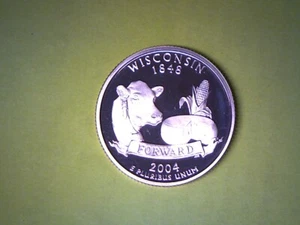 WISCONSIN
1848
FORWARD
2004
E PLURIBUS UNUM